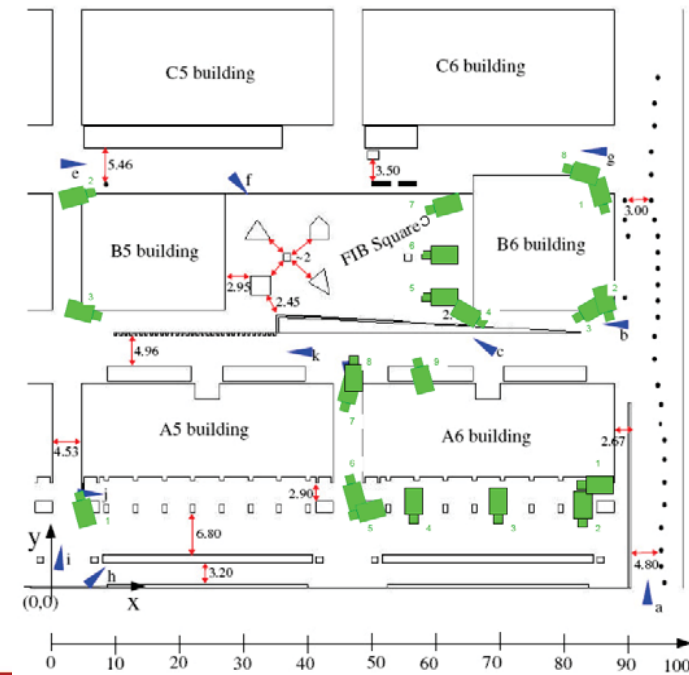 C5 building
C6 building
e
5.46
f
3.50
8
g
2
1
3.00
7
FIB Square
B5 building
~2
6
B6 building
2.95
5
2.45
2.
4
2
3
3
b
4.96
k
c
8
9
7
A5 building
A6 building
4.53
2.67
6
1
j
2.90
1
5
4
3
2
y
6.80
i
h
3.20
4.80
(0,0)
x
a
0 10 20 30 40 50 60 70 80 90 100